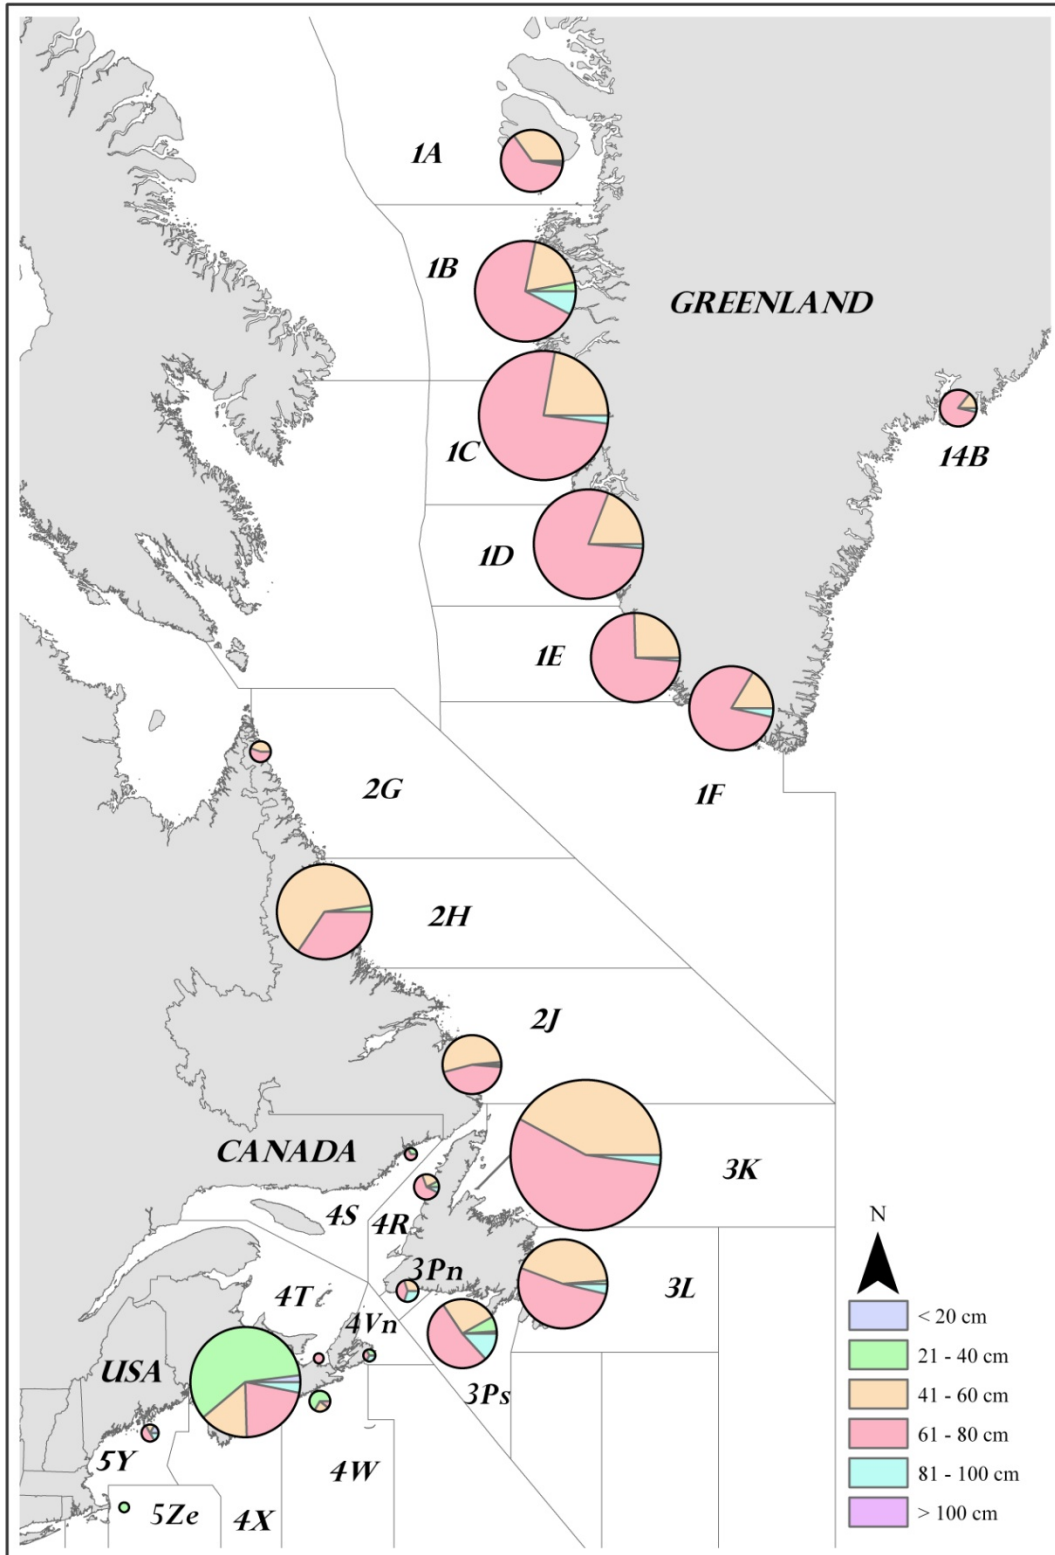 1A
1B
GREENLAND
1C
14B
1D
1E
1F
2G
2H
2J
CANADA
3K
4S
4R
3Pn
3L
4T
4Vn
USA
3Ps
5Y
4W
5Ze
4X
N
< 20 cm
21 - 40 cm
41 - 60 cm
61 - 80 cm
81 - 100 cm
> 100 cm